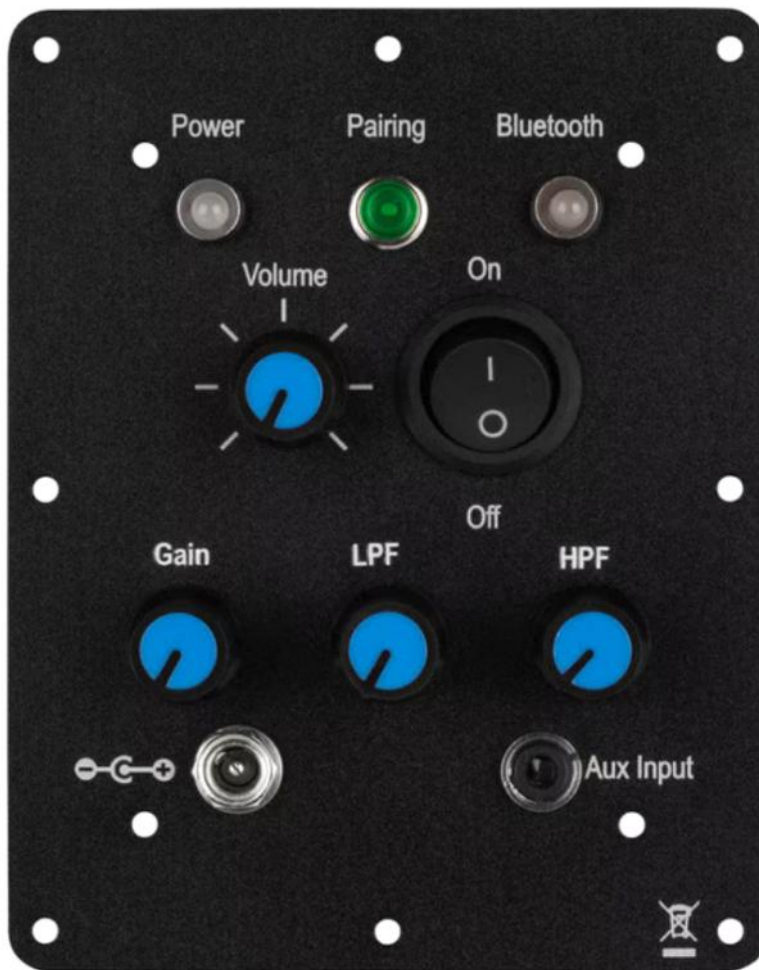 Power Pairing Bluetooth
Volume
On
I
O
Off
Gain LPF HPF
Aux Input